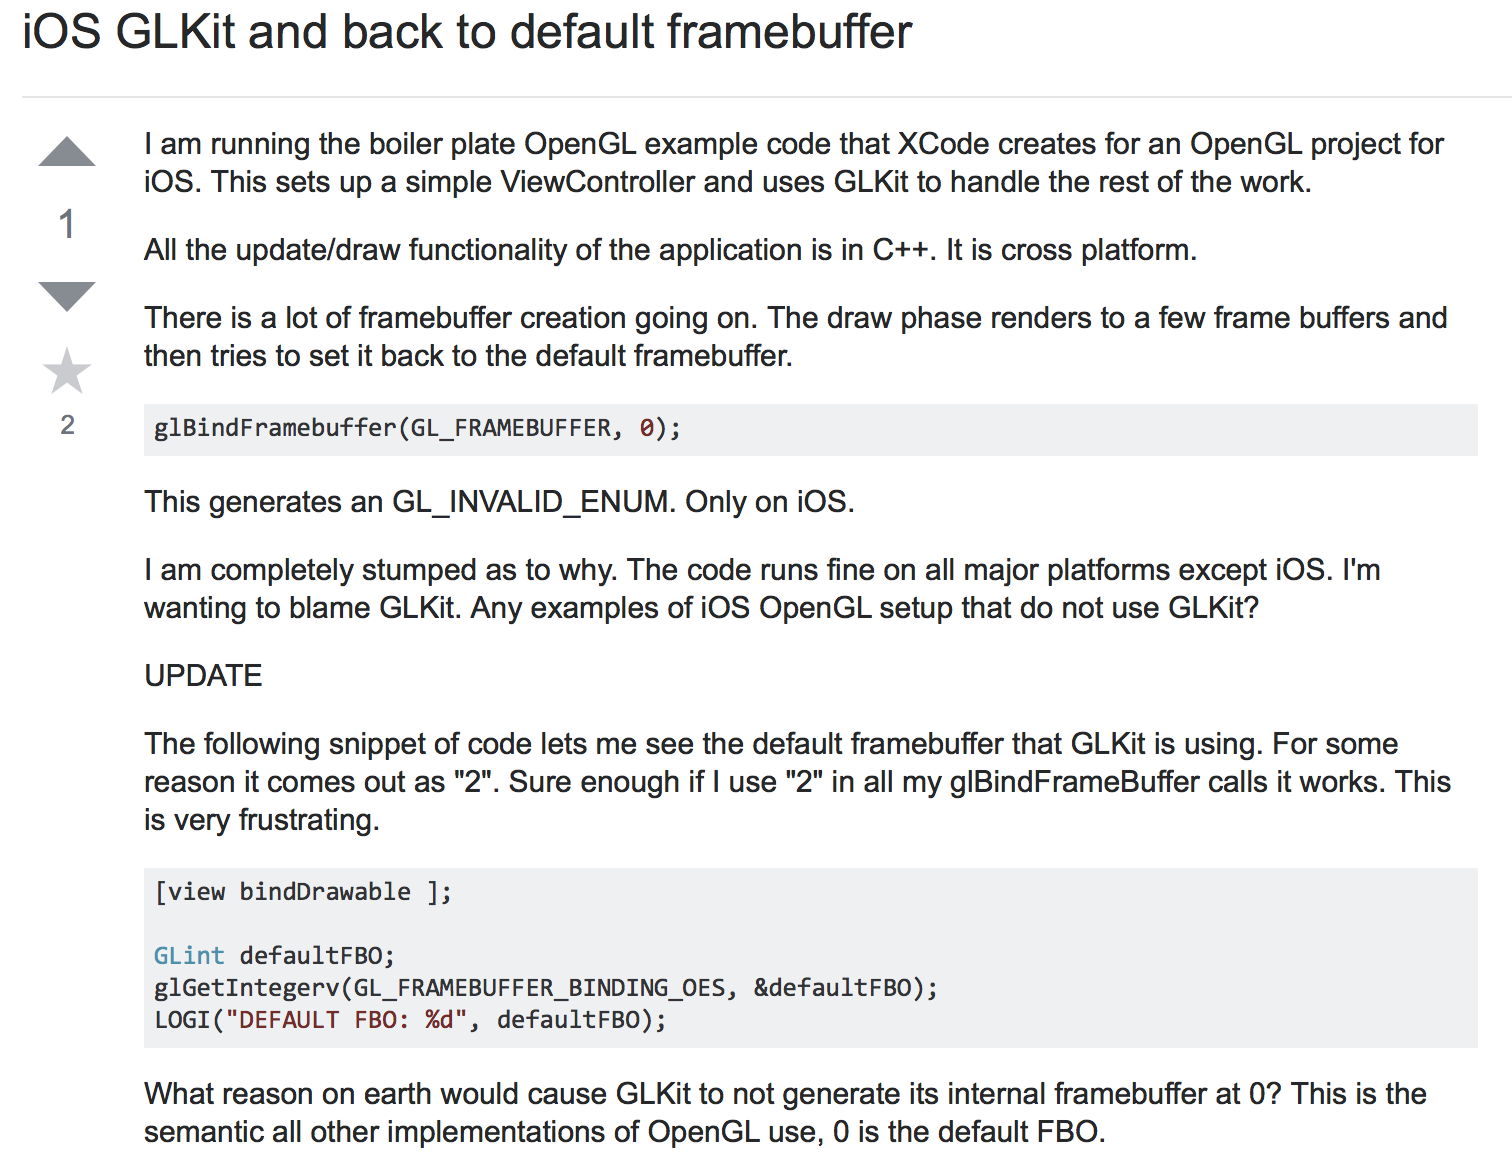 iOS GLKit and back to default framebuffer
I am running the boiler plate OpenGL example code that XCode creates for an OpenGL project for
iOS. This sets up a simple ViewController and uses GLKit to handle the rest of the work.
1
All the update/draw functionality of the application is in C++. It is cross platform.
There is a lot of framebuffer creation going on. The draw phase renders to a few frame buffers and
then tries to set it back to the default framebuffer.
2
glBindFramebuffer(GL_FRAMEBUFFER, 0);
This generates an GL_INVALID_ENUM. Only on iOS.
I am completely stumped as to why. The code runs fine on all major platforms except iOS. I'm
wanting to blame GLKit. Any examples of iOS OpenGL setup that do not use GLKit?
UPDATE
The following snippet of code lets me see the default framebuffer that GLKit is using. For some
reason it comes out as "2". Sure enough if I use "2" in all my glBindFrameBuffer calls it works. This
is very frustrating.
[view bindDrawable ];
GLint defaultFBO;
glGetIntegerv(GL_FRAMEBUFFER_BINDING_OES, &defaultFBO);
LOGI("DEFAULT FBO: %d", defaultFBO);
What reason on earth would cause GLKit to not generate its internal framebuffer at 0? This is the
semantic all other implementations of OpenGL use, 0 is the default FBO.